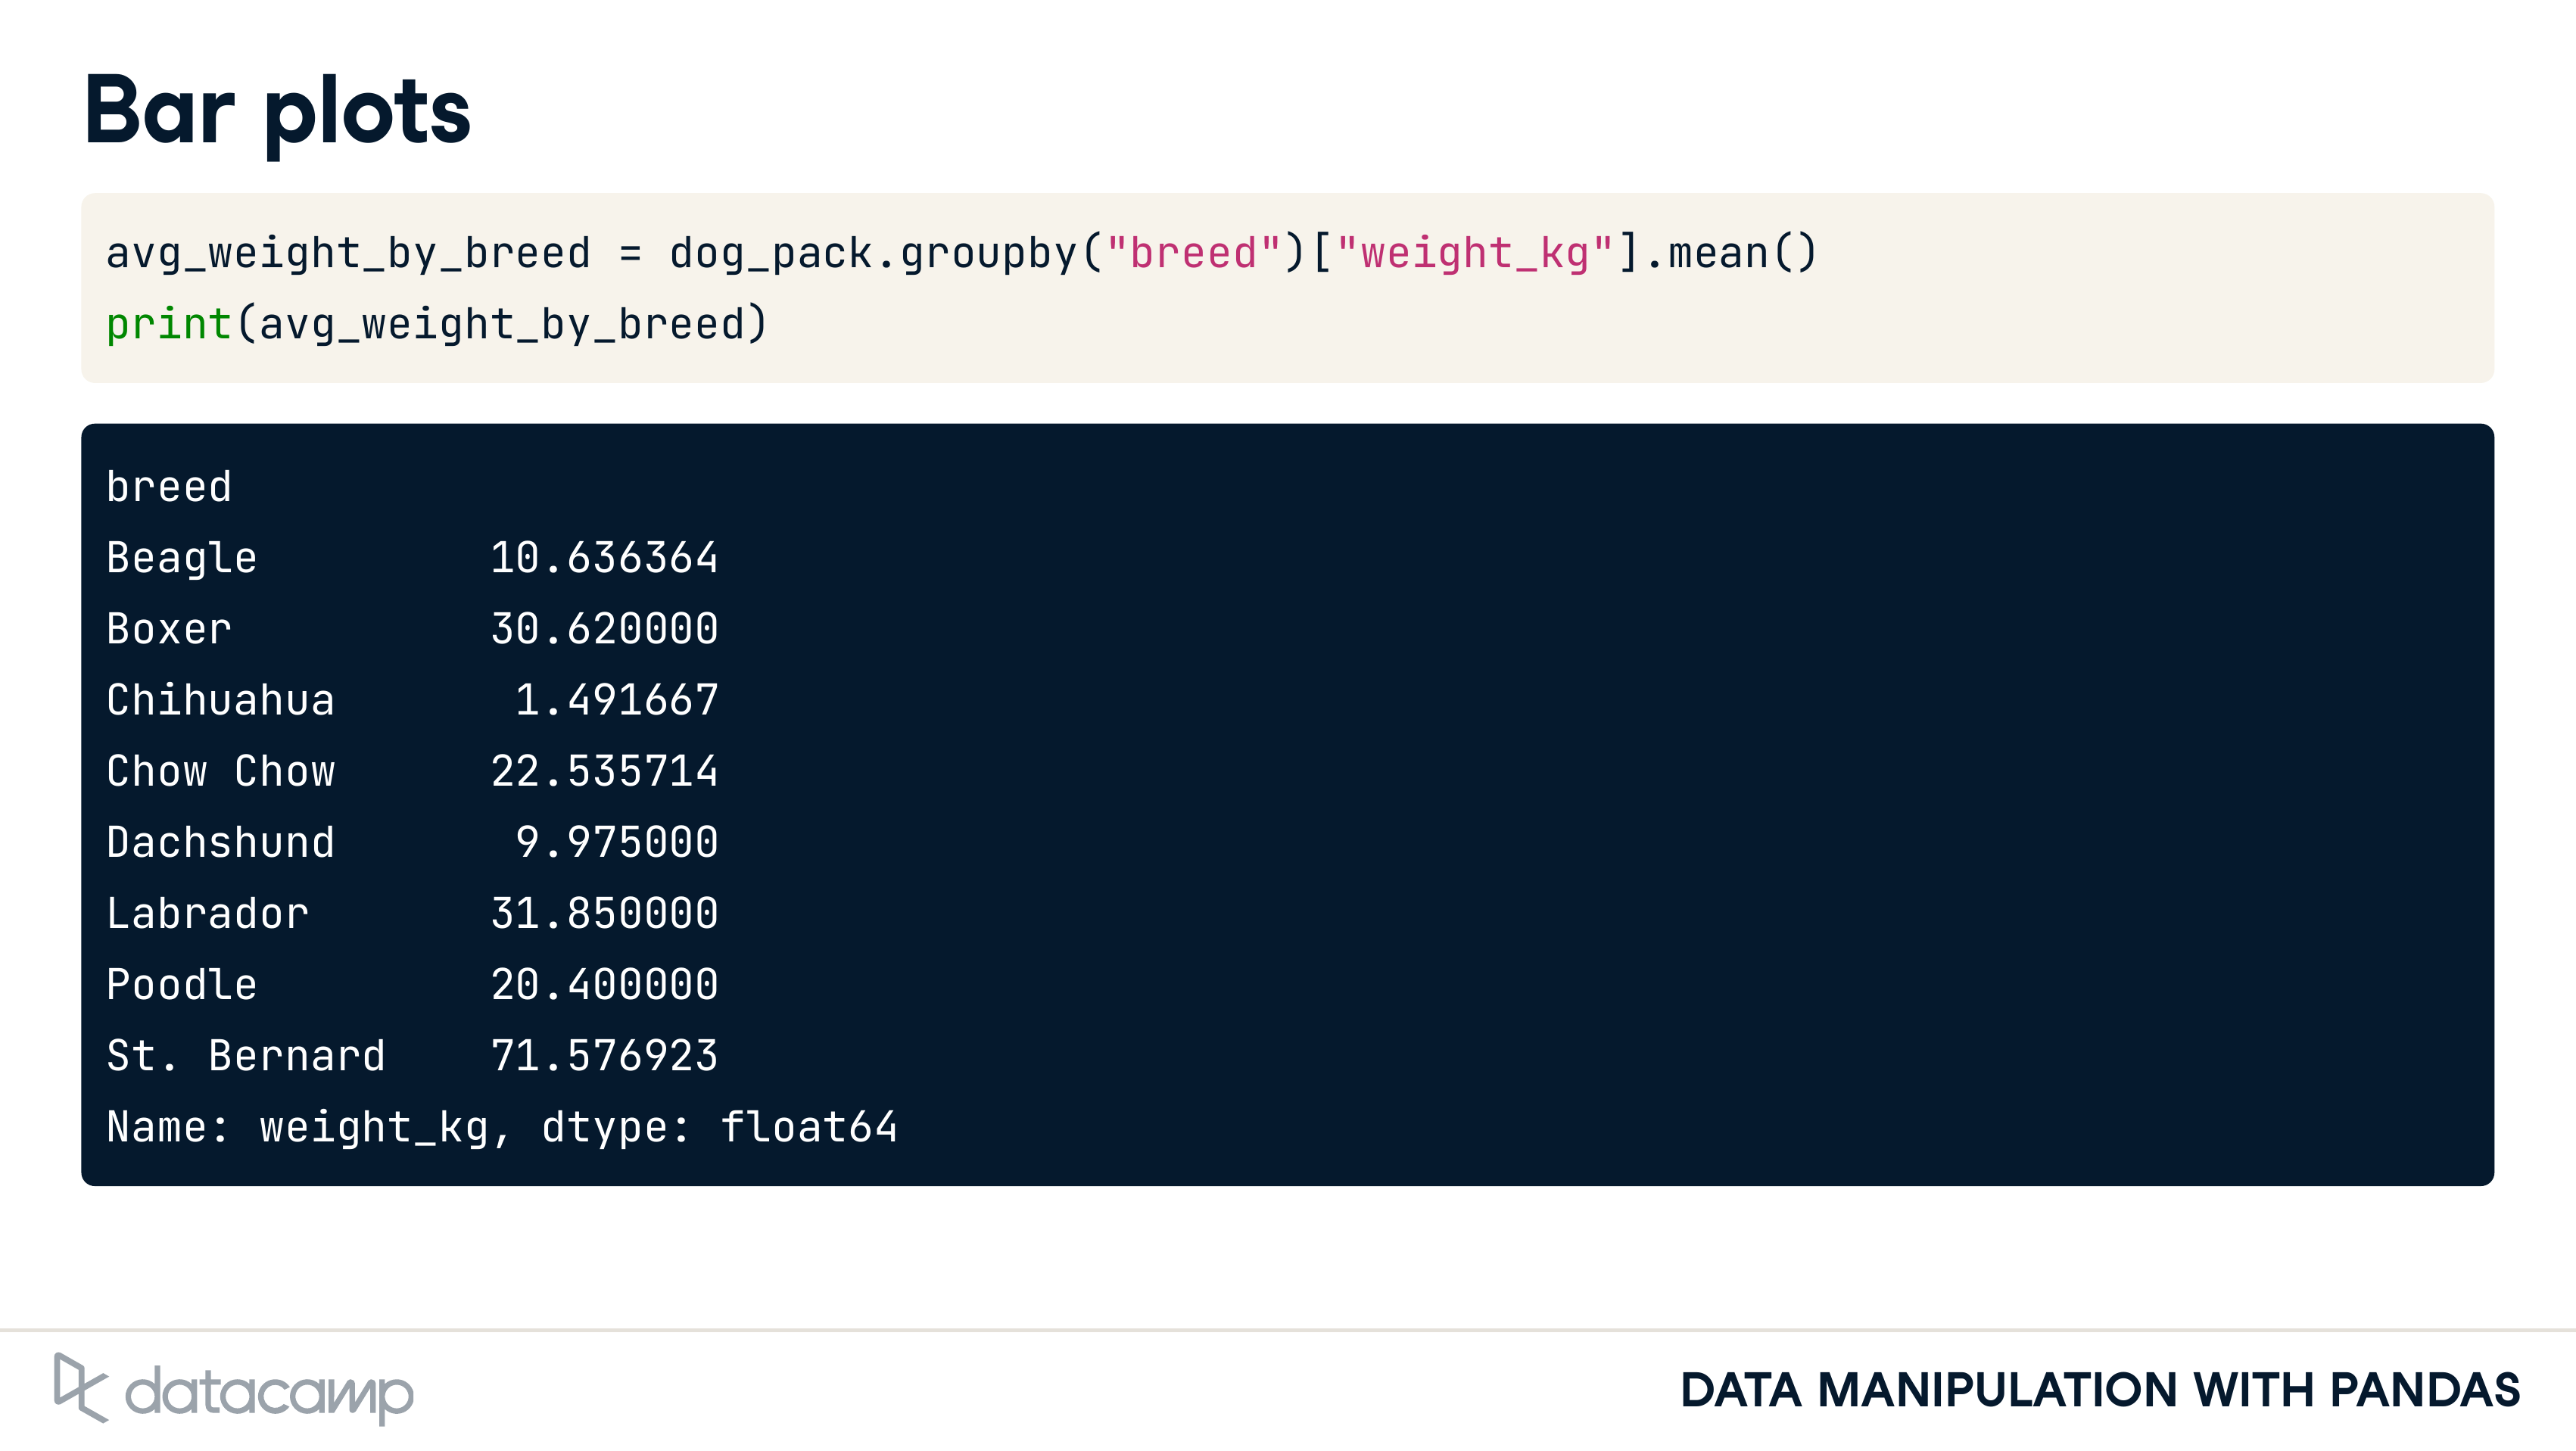 Bar plots
avg_weight_by_breed = dog_pack.groupby("breed")["weight_kg"].mean()
print(avg_weight_by_breed)
breed
Beagle         10.636364
Boxer          30.620000
Chihuahua       1.491667
Chow Chow      22.535714
Dachshund       9.975000
Labrador       31.850000
Poodle         20.400000
St. Bernard    71.576923
Name: weight_kg, dtype: float64
datacamp
DATA MANIPULATION WITH PANDAS